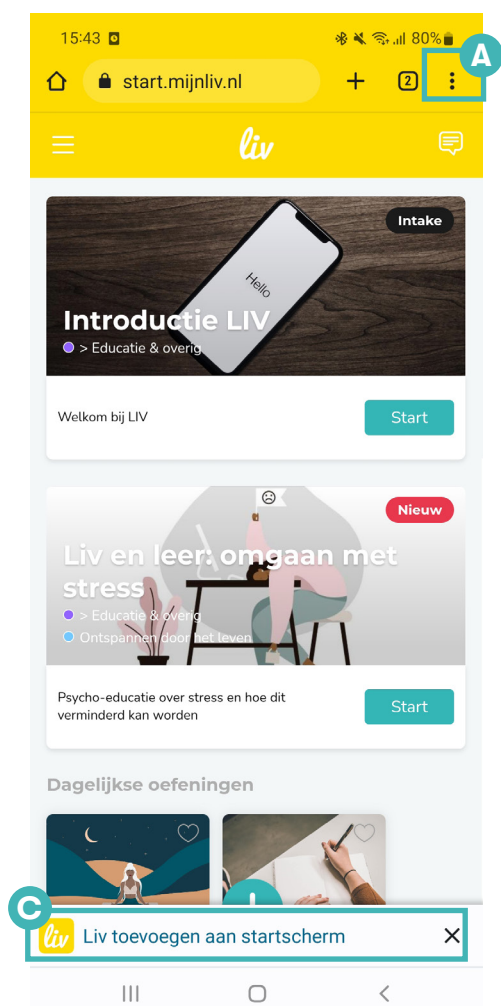 15:43
80%
A
start.mijnliv.nl
2
liv
Intake
Hello
Introductie LIV
> Educatie & overig
Welkom bij LIV
Start
Nieuw
Liv en leer: omgaan met
stress
> Educatie & overig
Ontspannen door het leven
Psycho-educatie over stress en hoe dit
verminderd kan worden
Start
Dagelijkse oefeningen
C
liv
Liv toevoegen aan startscherm